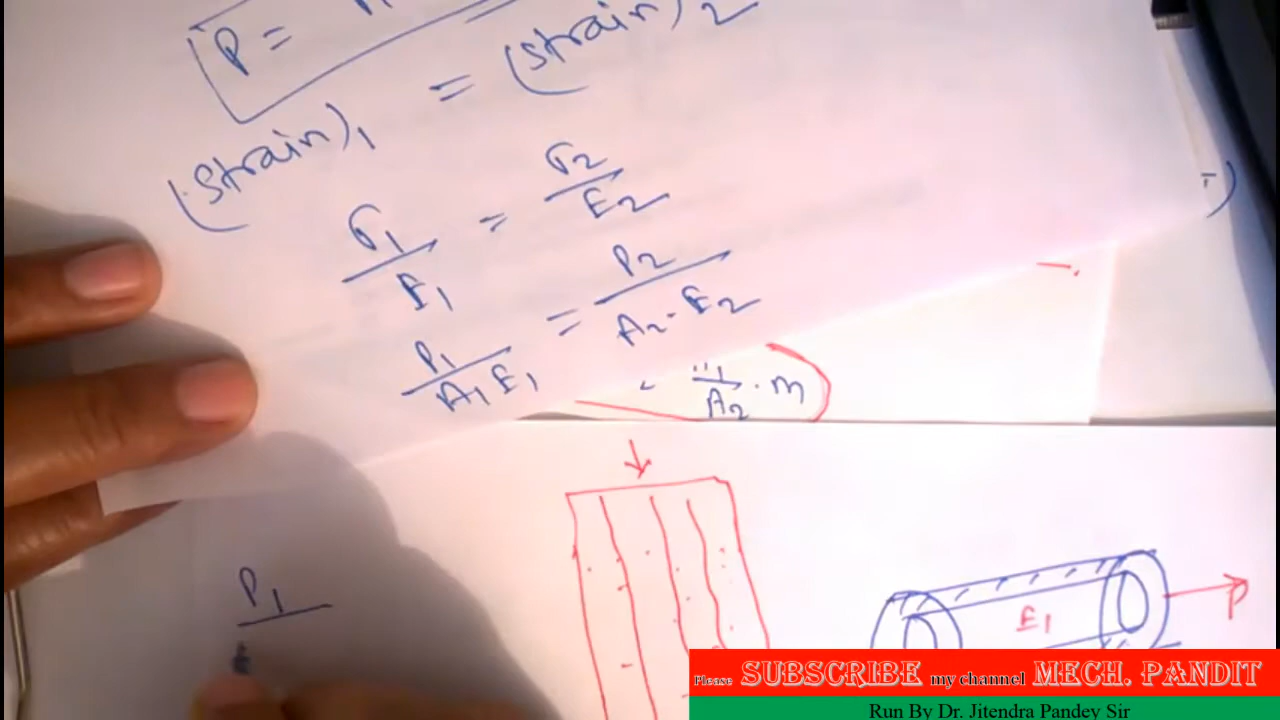 P =
(strain)₁ = (strain)₂
σ₁/E₁ = σ₂/E₂
P₁/A₁E₁ = P₂/A₂·E₂
/A₂ · m
P₁
E₁
P
Please SUBSCRIBE my channel MECH. PANDIT
Run By Dr. Jitendra Pandey Sir